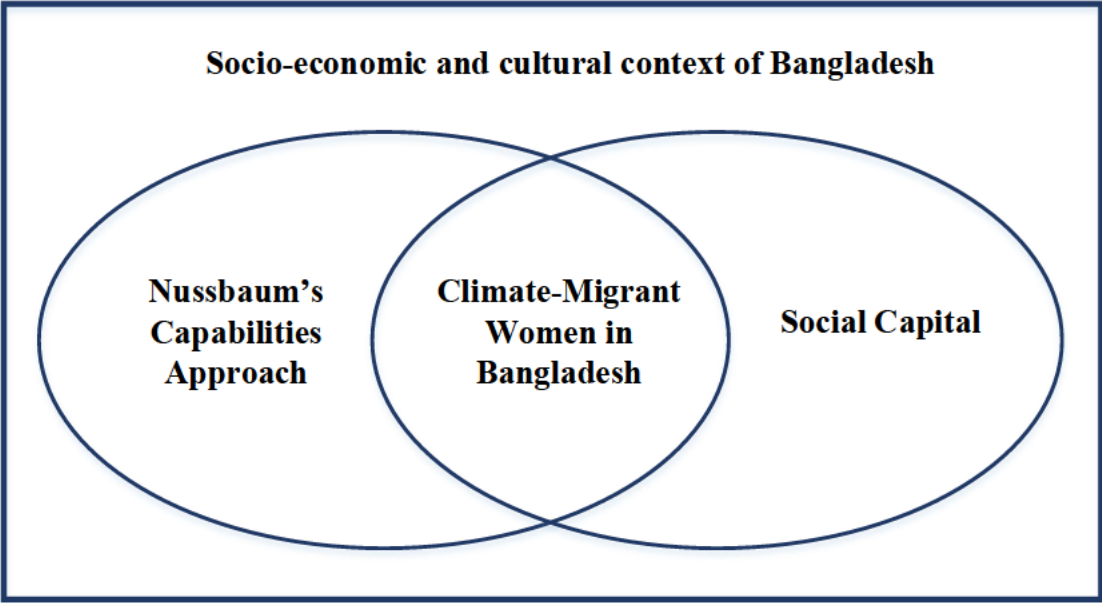 Socio-economic and cultural context of Bangladesh
Nussbaum’s
Capabilities
Approach
Climate-Migrant
Women in
Bangladesh
Social Capital